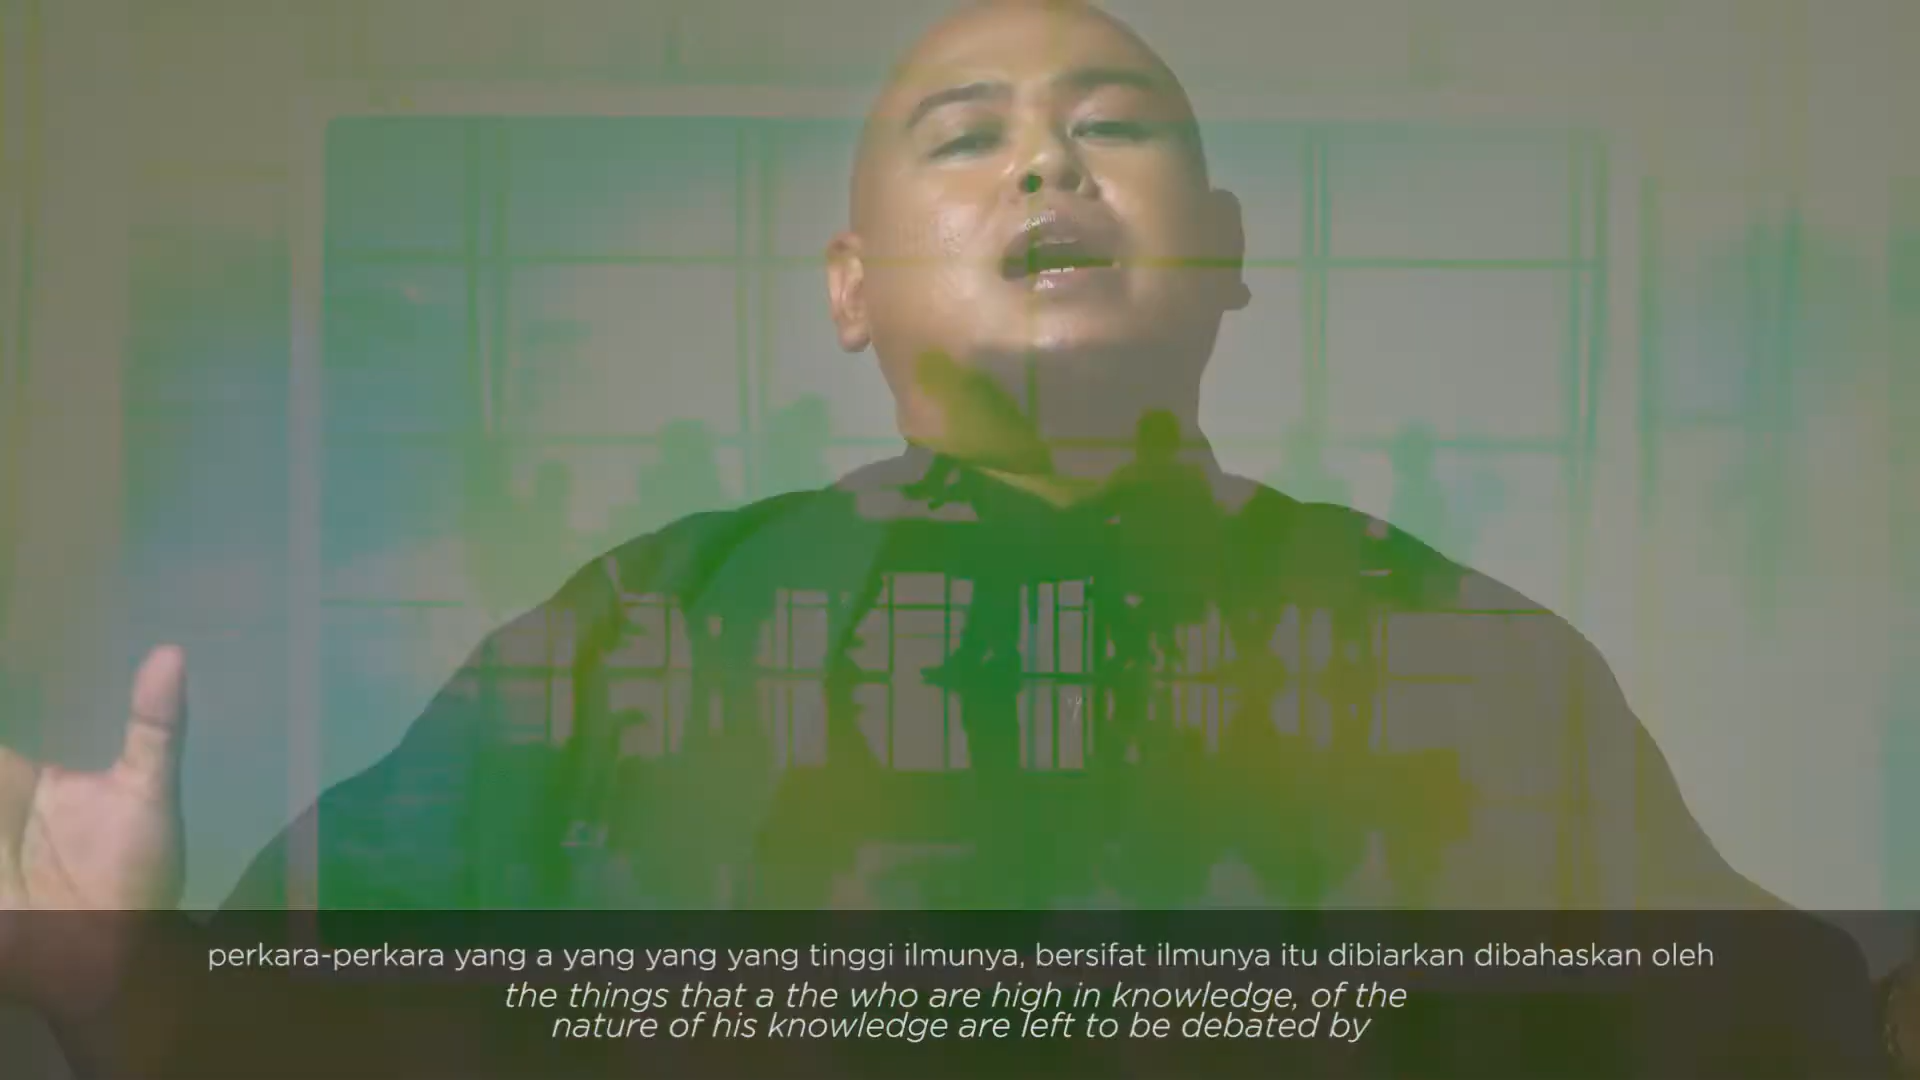 perkara-perkara yang a yang yang yang tinggi ilmunya, bersifat ilmunya itu dibiarkan dibahaskan oleh
the things that a the who are high in knowledge, of the
nature of his knowledge are left to be debated by